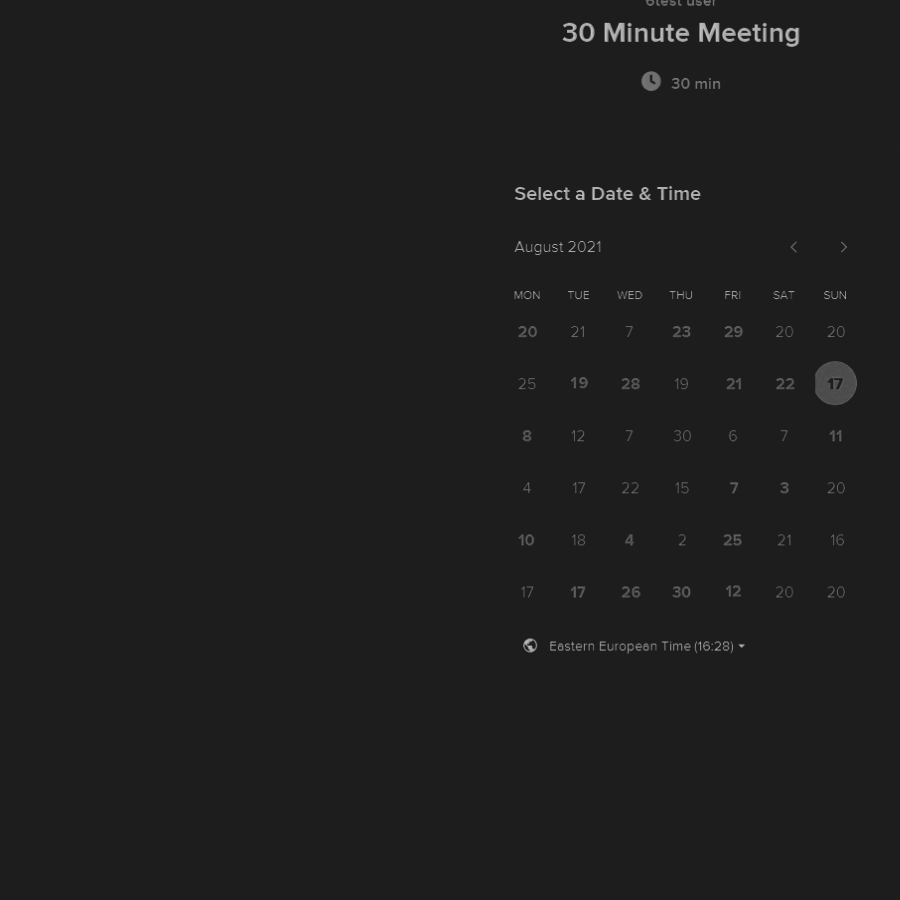 6test user
30 Minute Meeting
30 min
Select a Date & Time
August 2021
MON TUE WED THU FRI SAT SUN
20 21 7 23 29 20 20
25 19 28 19 21 22 17
8 12 7 30 6 7 11
4 17 22 15 7 3 20
10 18 4 2 25 21 16
17 17 26 30 12 20 20
Eastern European Time (16:28)